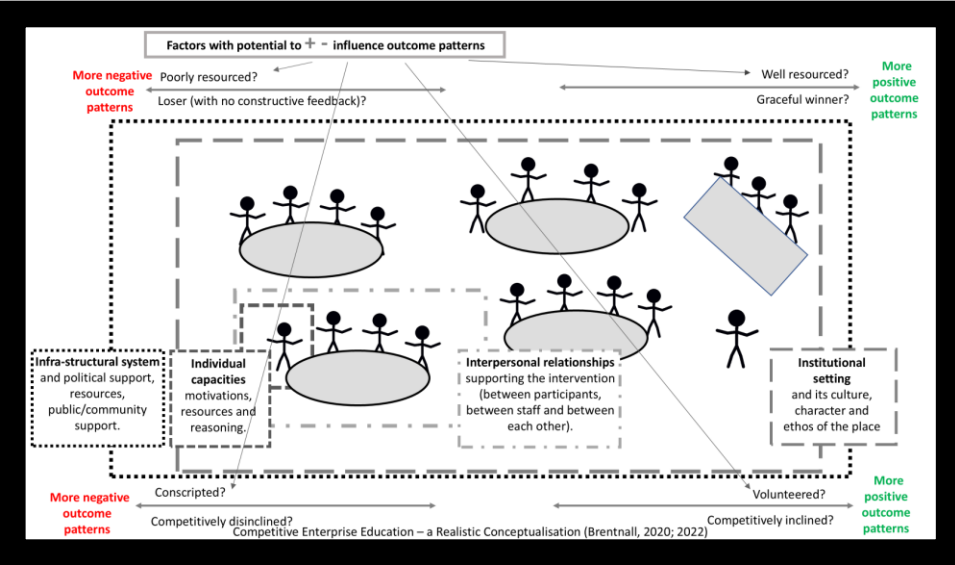 Factors with potential to + - influence outcome patterns
More negative
outcome
patterns
Poorly resourced?
Loser (with no constructive feedback)?
Well resourced?
Graceful winner?
More
positive
outcome
patterns
Infra-structural system
and political support,
resources,
public/community
support.
Individual
capacities
motivations,
resources and
reasoning.
Interpersonal relationships
supporting the intervention
(between participants,
between staff and between
each other).
Institutional
setting
and its culture,
character and
ethos of the place
More negative
outcome
patterns
Conscripted?
Competitively disinclined?
Volunteered?
Competitively inclined?
More
positive
outcome
patterns
Competitive Enterprise Education – a Realistic Conceptualisation (Brentnall, 2020; 2022)